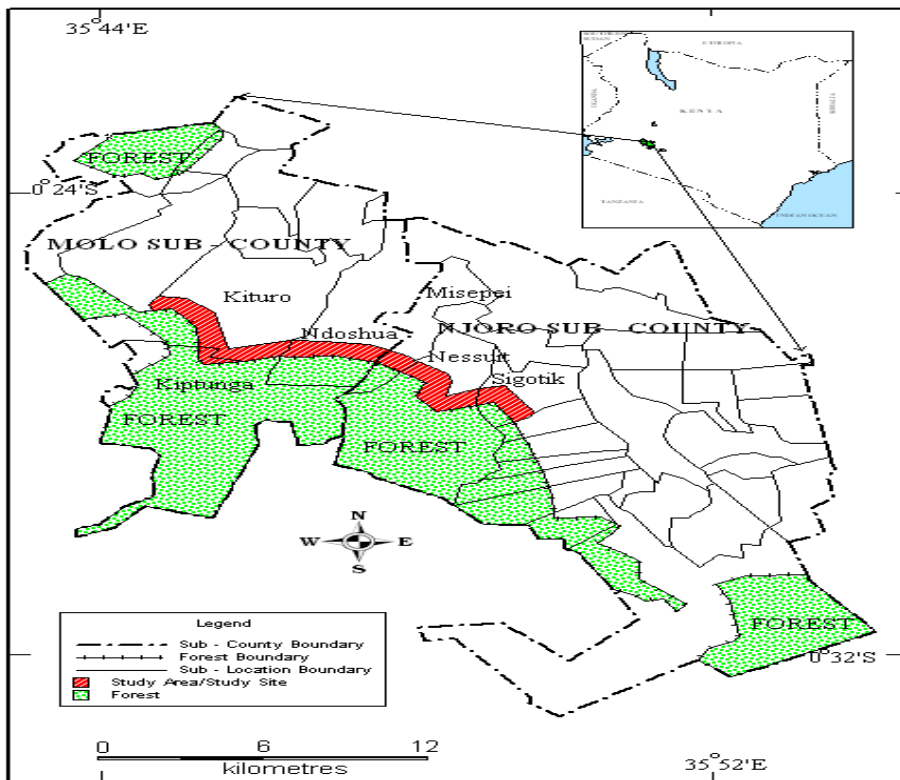 35°44'E
SUDAN
ETHIOPIA
KENYA
TANZANIA
INDIAN OCEAN
FOREST
0°24'S
MOLO SUB - COUNTY
Kituro
Misepei
Ndoshua
NJORO SUB - COUNTY
Nessuit
Kiptunga
Sigotik
FOREST
FOREST
N
W E
S
Legend
Sub - County Boundary
Forest Boundary
Sub - Location Boundary
Study Area/Study Site
Forest
FOREST
0°32'S
0 6 12
kilometres
35°52'E